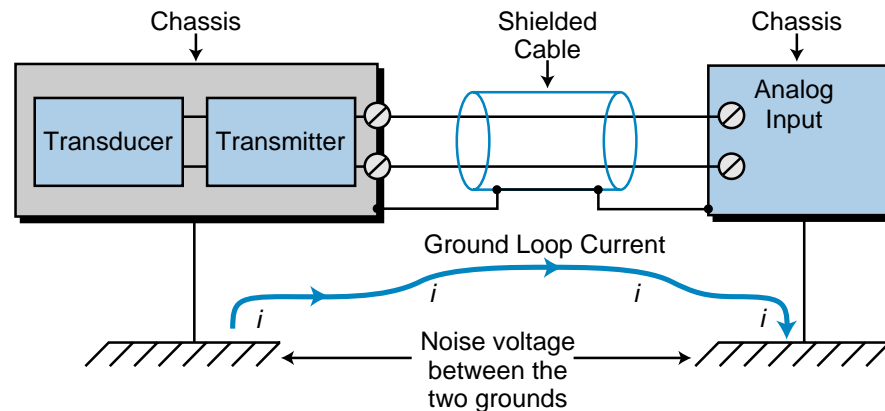 Chassis
Shielded
Cable
Chassis
Transducer
Transmitter
Analog
Input
Ground Loop Current
i
i
i
i
Noise voltage
between the
two grounds